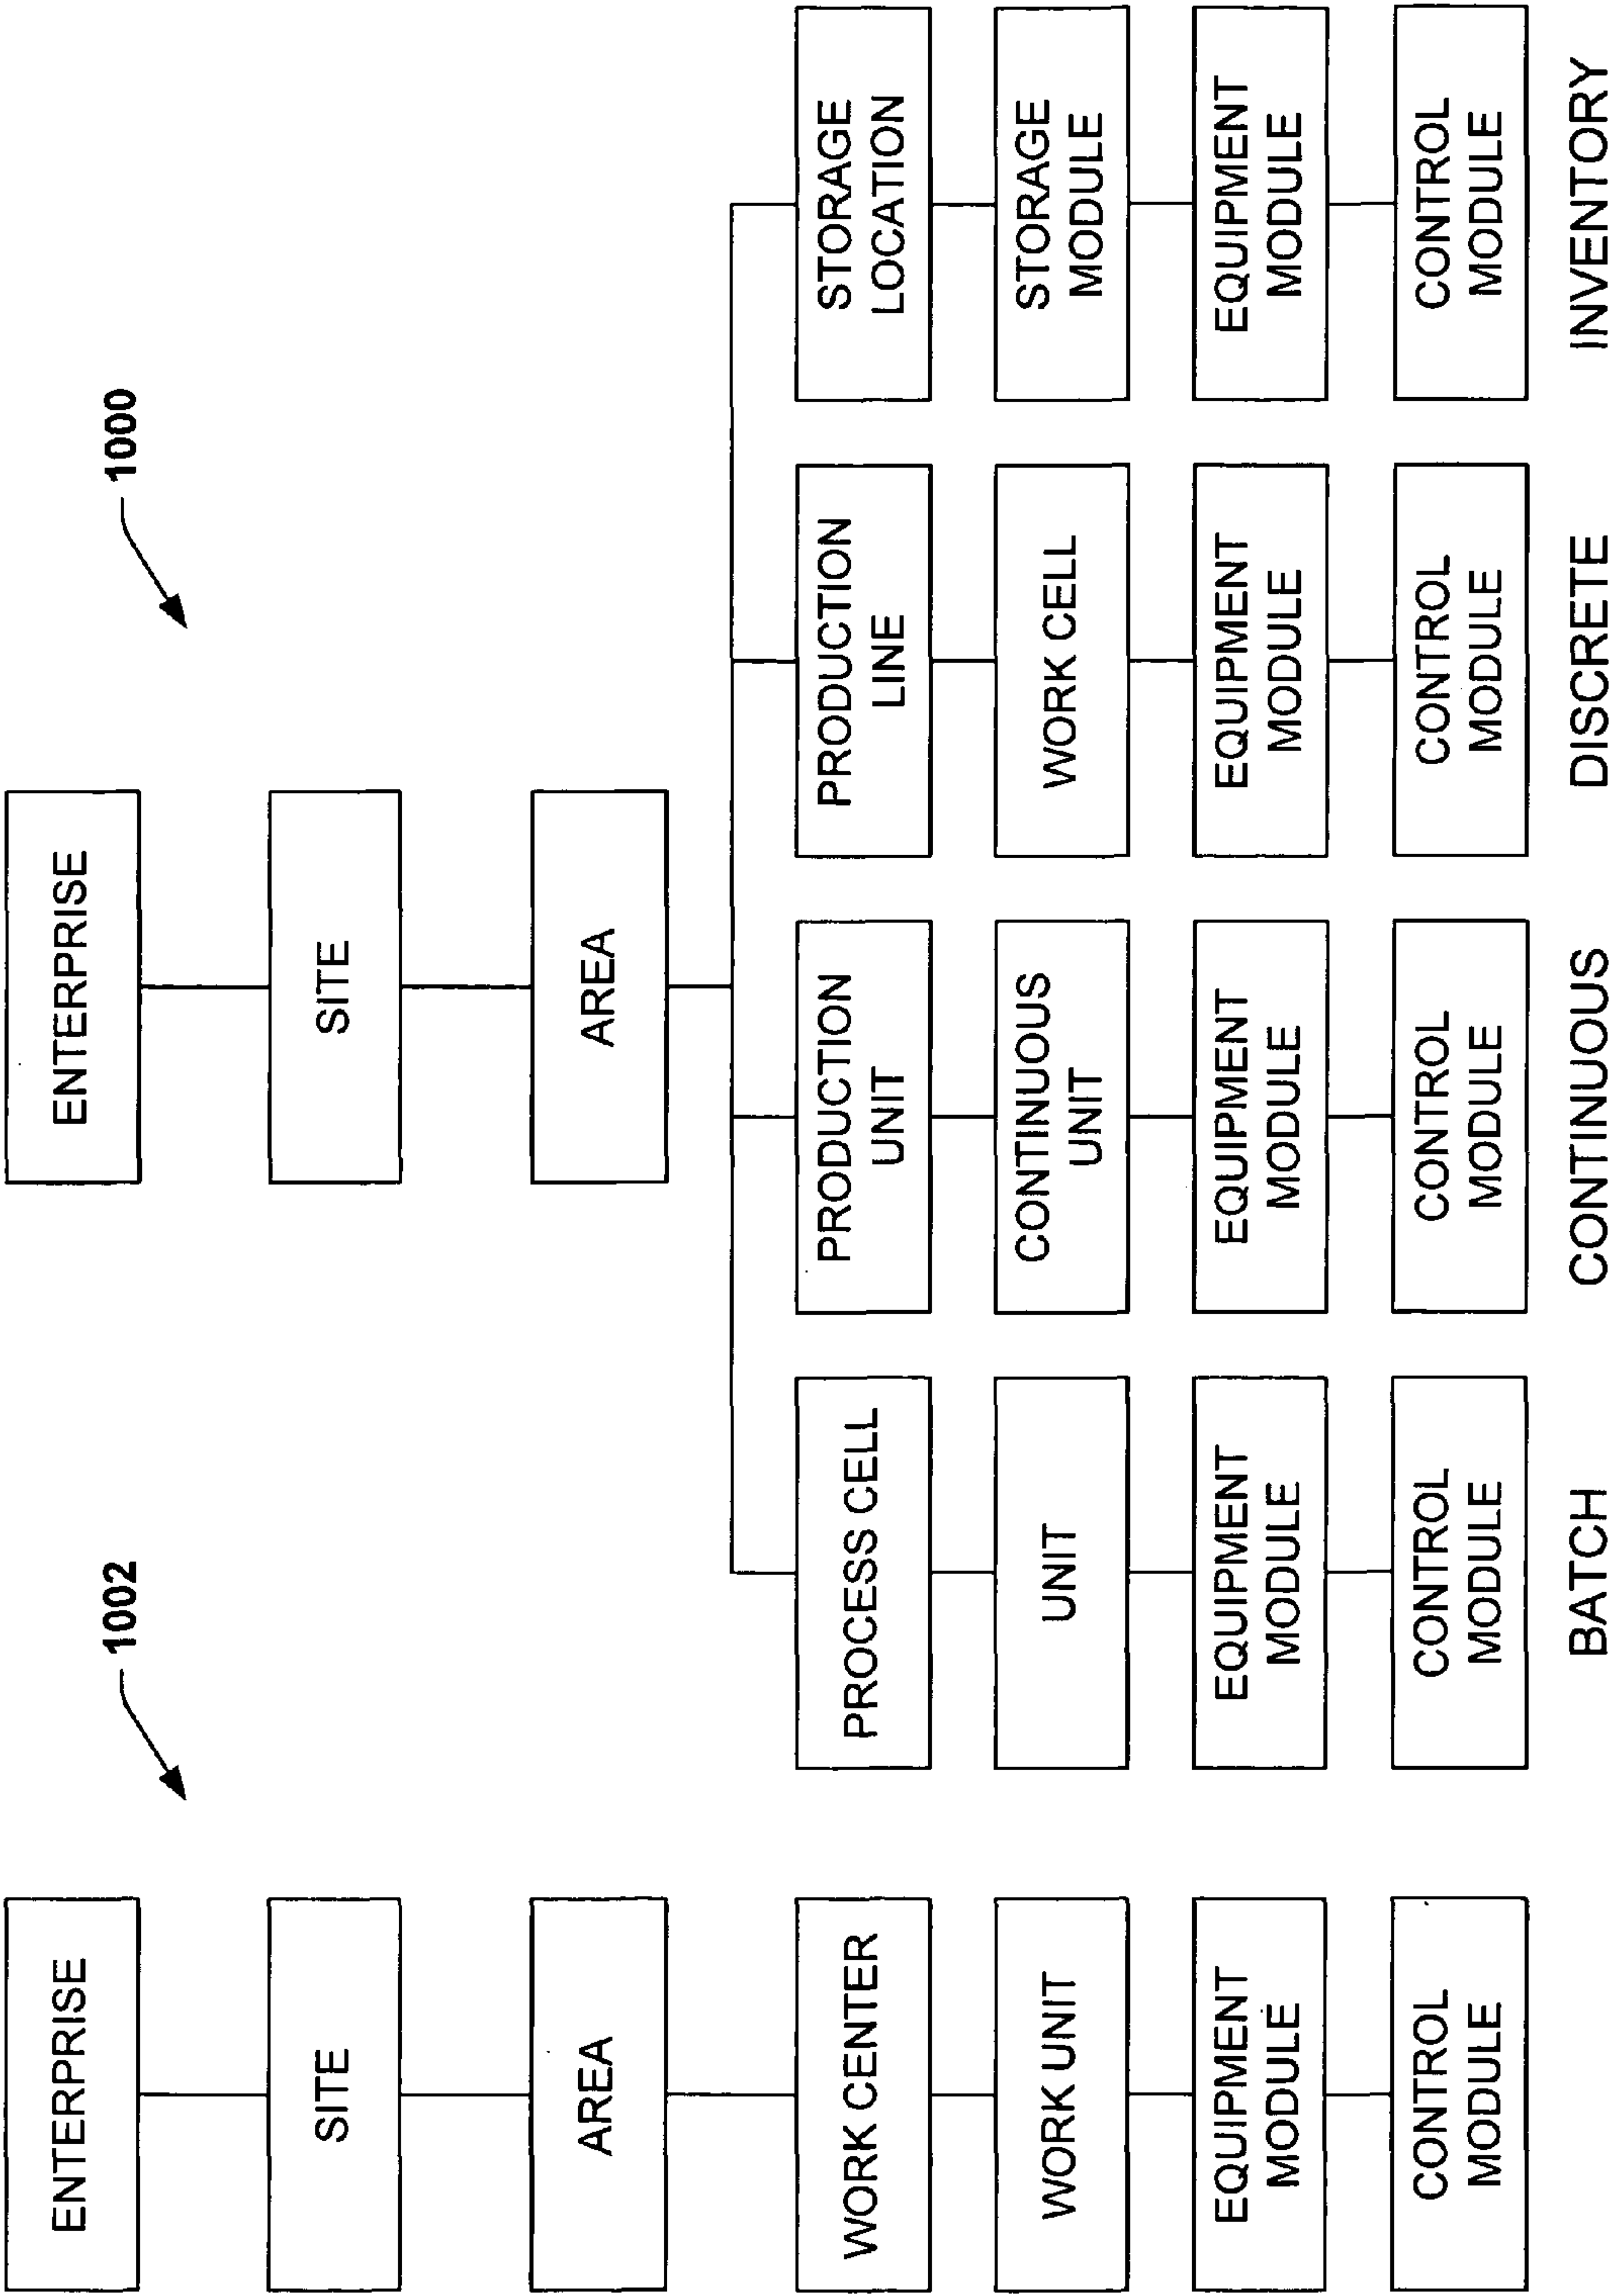 1002
ENTERPRISE
SITE
AREA
WORK CENTER
WORK UNIT
EQUIPMENT
MODULE
CONTROL
MODULE
1000
ENTERPRISE
SITE
AREA
PROCESS CELL
UNIT
EQUIPMENT
MODULE
CONTROL
MODULE
BATCH
PRODUCTION
UNIT
CONTINUOUS
UNIT
EQUIPMENT
MODULE
CONTROL
MODULE
CONTINUOUS
PRODUCTION
LINE
WORK CELL
EQUIPMENT
MODULE
CONTROL
MODULE
DISCRETE
STORAGE
LOCATION
STORAGE
MODULE
EQUIPMENT
MODULE
CONTROL
MODULE
INVENTORY